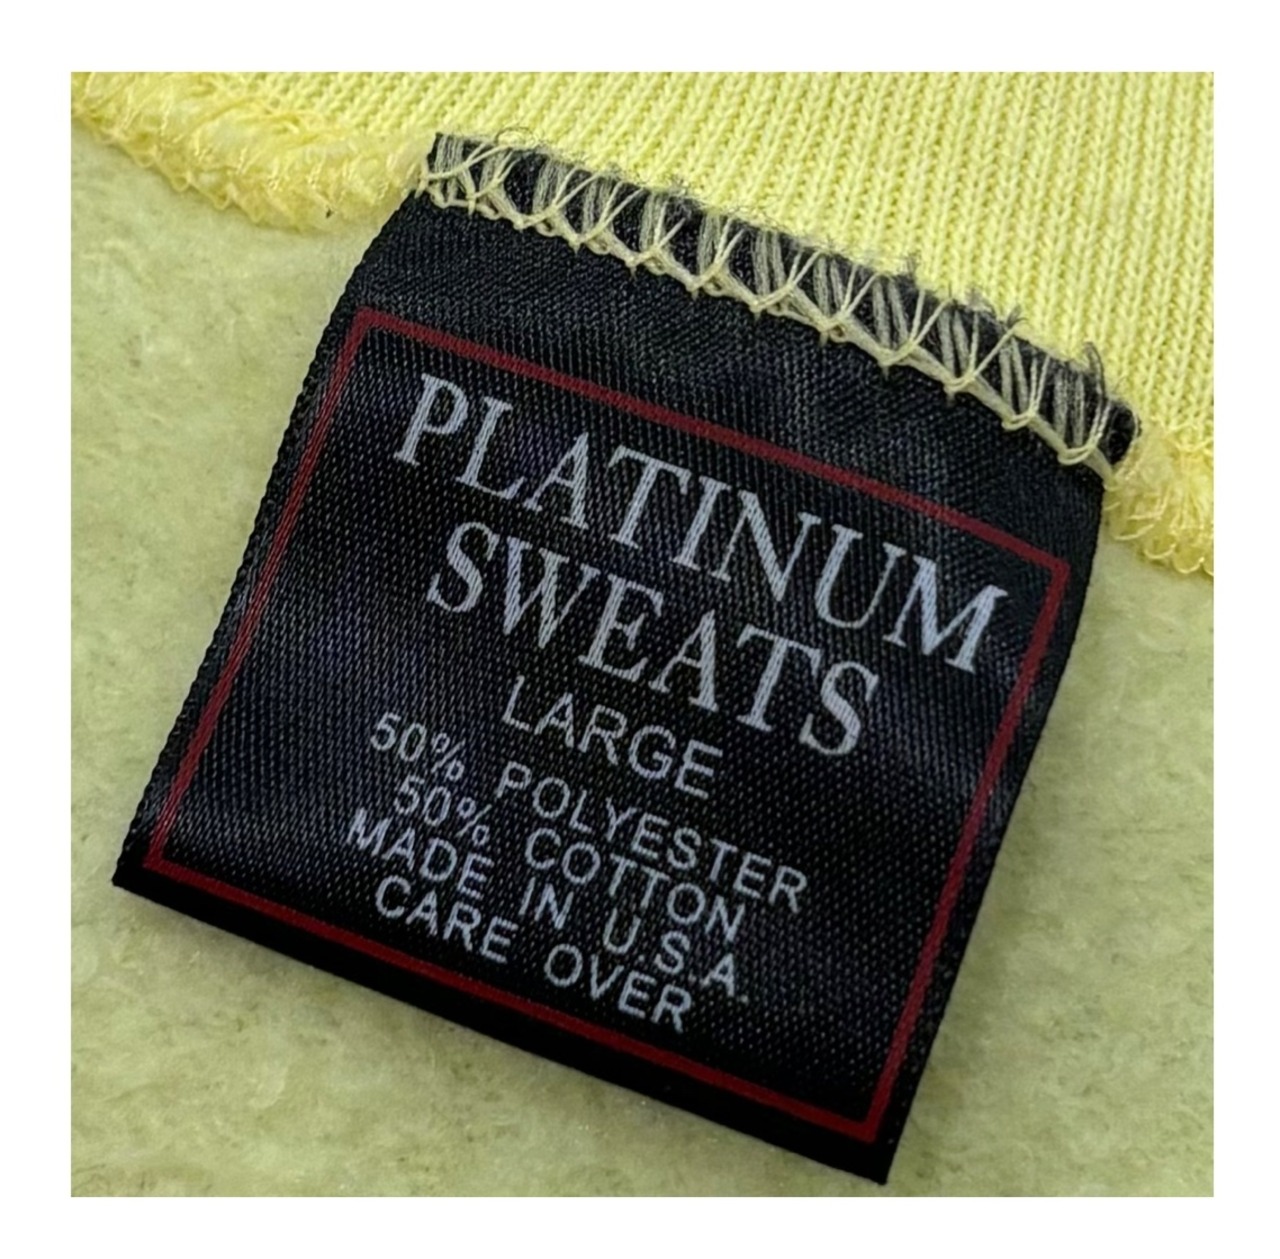 PLATINUM
SWEATS
LARGE
50% POLYESTER
50% COTTON
MADE IN U.S.A.
CARE OVER